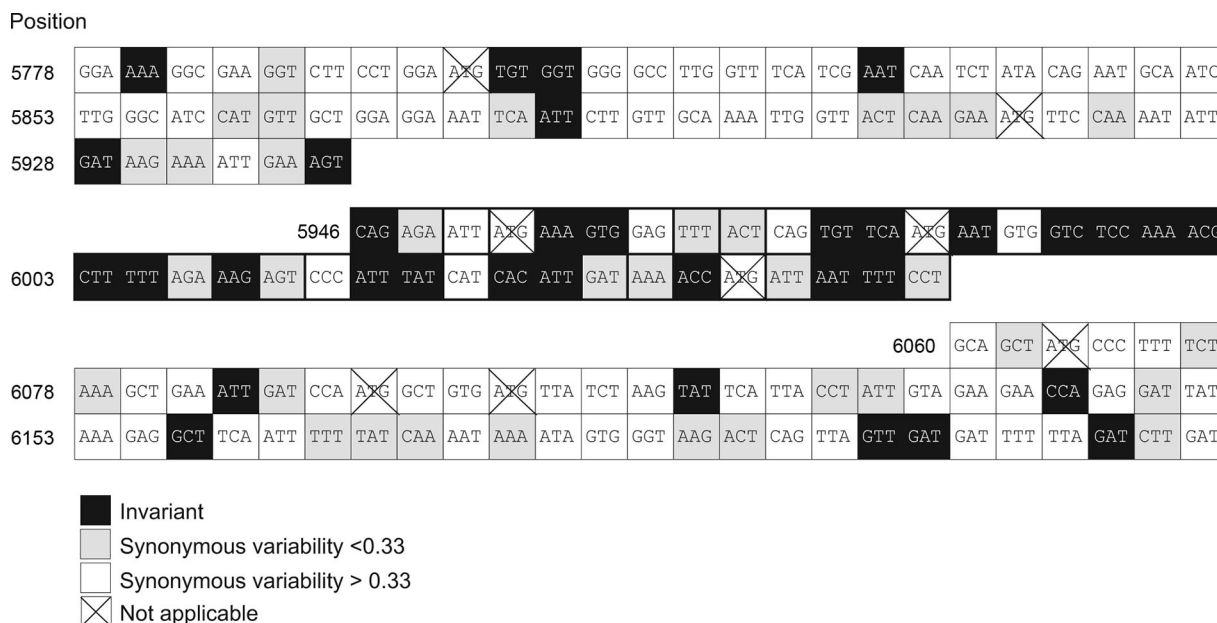 Position
5778 GGA AAA GGC GAA GGT CTT CCT GGA ATG TGT GGT GGG GCC TTG GTT TCA TCG AAT CAA TCT ATA CAG AAT GCA ATC
5853 TTG GGC ATC CAT GTT GCT GGA GGA AAT TCA ATT CTT GTT GCA AAA TTG GTT ACT CAA GAA ATG TTC CAA AAT ATT
5928 GAT AAG AAA ATT GAA AGT
5946 CAG AGA ATT ATG AAA GTG GAG TTT ACT CAG TGT TCA ATG AAT GTG GTC TCC AAA ACG
6003 CTT TTT AGA AAG AGT CCC ATT TAT CAT CAC ATT GAT AAA ACC ATG ATT AAT TTT CCT
6060 GCA GCT ATG CCC TTT TCT
6078 AAA GCT GAA ATT GAT CCA ATG GCT GTG ATG TTA TCT AAG TAT TCA TTA CCT ATT GTA GAA GAA CCA GAG GAT TAT
6153 AAA GAG GCT TCA ATT TTT TAT CAA AAT AAA ATA GTG GGT AAG ACT CAG TTA GTT GAT GAT TTT TTA GAT CTT GAT
Invariant
Synonymous variability <0.33
Synonymous variability > 0.33
Not applicable